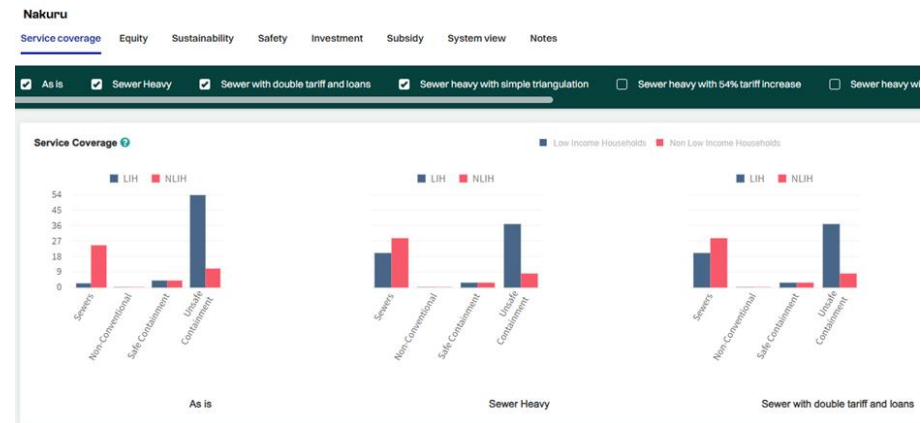 Nakuru
Service coverage Equity Sustainability Safety Investment Subsidy System view Notes
As is Sewer Heavy Sewer with double tariff and loans Sewer heavy with simple triangulation Sewer heavy with 54% tariff increase Sewer heavy wi
Service Coverage ? Low Income Households Non Low Income Households
LIH NLIH LIH NLIH LIH NLIH
54
45
36
27
18
9
0
Sewers Non-Conventional Safe Containment Unsafe Containment
Sewers Non-Conventional Safe Containment Unsafe Containment
Sewers Non-Conventional Safe Containment Unsafe Containment
As is Sewer Heavy Sewer with double tariff and loans